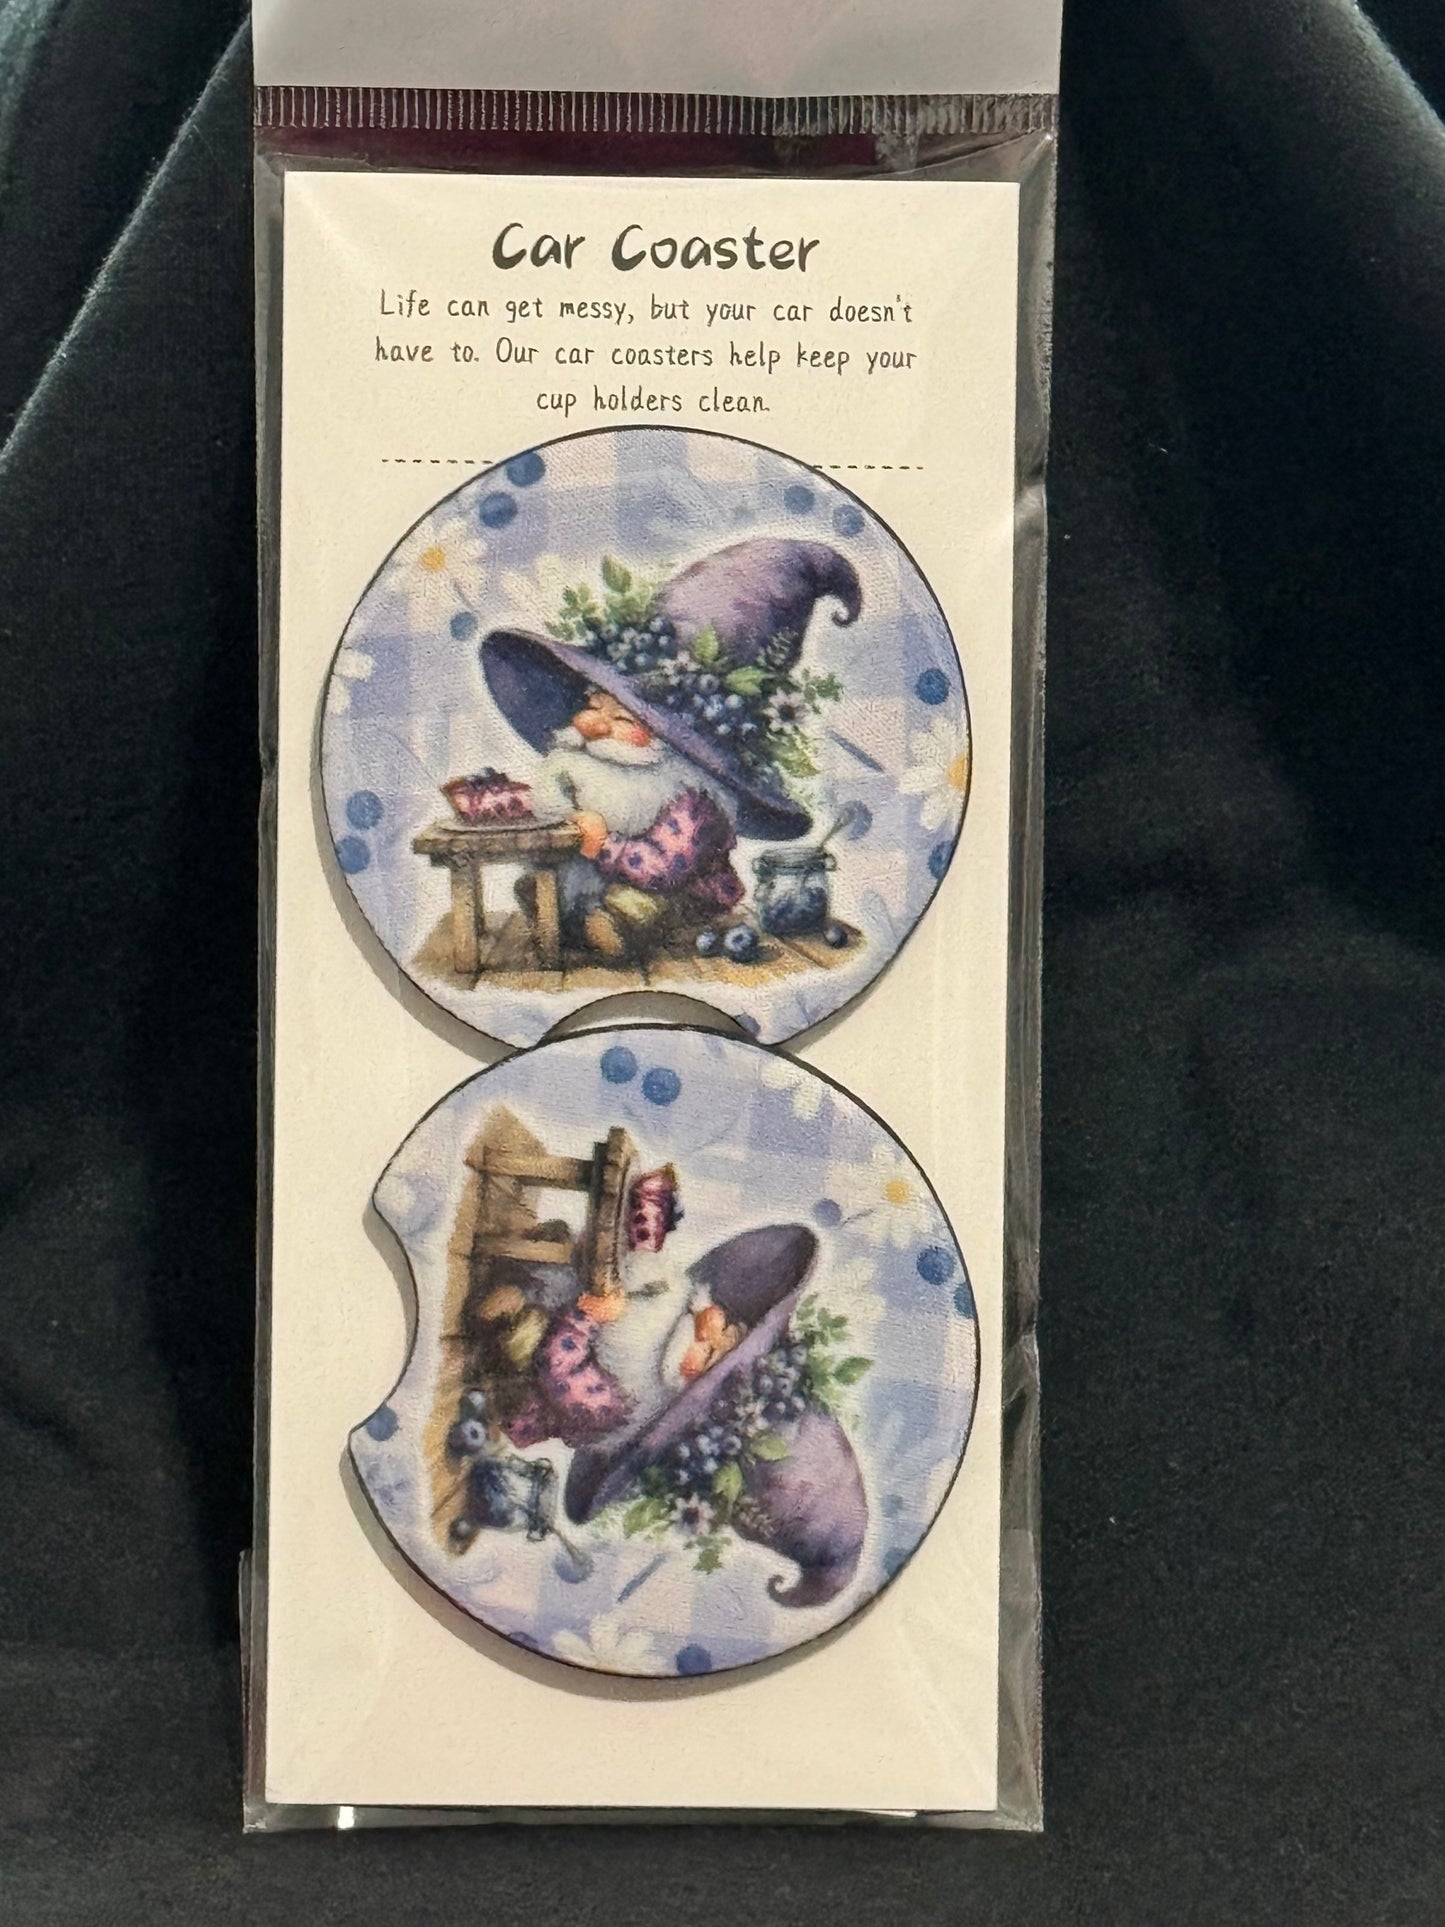 Car Coaster
Life can get messy, but your car doesn't
have to. Our car coasters help keep your
cup holders clean.